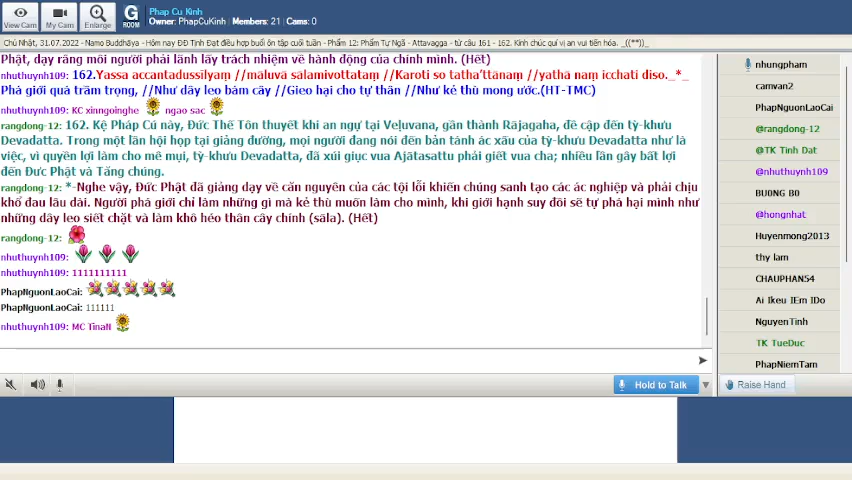 View Cam
My Cam
Enlarge
G
ROOM
Phap Cu Kinh
Owner: PhapCuKinh | Members: 21 | Cams: 0
Chủ Nhật, 31.07.2022 - Namo Buddhāya - Hôm nay ĐĐ Tịnh Đạt điều hợp buổi ôn tập cuối tuần - Phẩm 12: Phẩm Tự Ngã - Attavagga - từ câu 161 - 162. Kính chúc quí vị an vui tiến hóa. _((**))_
Phật, dạy rằng mỗi người phải lãnh lấy trách nhiệm về hành động của chính mình. (Hết)
nhuthuynh109: 162.Yassa accantadussīlyaṃ //māluvā sālamivottataṃ //Karoti so tatha'ttānaṃ //yathā naṃ icchati diso._*_
Phá giới quá trầm trọng, //Như dây leo bám cây //Gieo hại cho tự thân //Như kẻ thù mong ước.(HT-TMC)
nhuthuynh109: KC xinngoinghe ngao sac
rangdong-12: 162. Kệ Pháp Cú này, Đức Thế Tôn thuyết khi an ngự tại Veḷuvana, gần thành Rājagaha, đề cập đến tỳ-khưu
Devadatta. Trong một lần hội họp tại giảng đường, mọi người đang nói đến bản tánh ác xấu của tỳ-khưu Devadatta như là
việc, vì quyền lợi làm cho mê mụi, tỳ-khưu Devadatta, đã xúi giục vua Ajātasattu phải giết vua cha; nhiều lần gây bất lợi
đến Đưc Phật và Tăng chúng.
rangdong-12: *-Nghe vậy, Đức Phật đã giảng dạy về căn nguyên của các tội lỗi khiến chúng sanh tạo các ác nghiệp và phải chịu
khổ đau lâu dài. Người phá giới chỉ làm những gì mà kẻ thù muốn làm cho mình, khi giới hạnh suy đồi sẽ tự phá hại mình như
những dây leo siết chặt và làm khô héo thân cây chính (sāla). (Hết)
rangdong-12:
nhuthuynh109:
nhuthuynh109: 1111111111
PhapNguonLaoCai:
PhapNguonLaoCai: 111111
nhuthuynh109: MC TinaN
nhungpham
camvan2
PhapNguonLaoCai
@rangdong-12
@TK Tinh Dat
@nhuthuynh109
BU0NG B0
@hongnhat
Huyenmong2013
thy lam
CHAUPHAN54
Ai Ikeu IEm IDo
NguyenTinh
TK TueDuc
PhapNiemTam
Hold to Talk
Raise Hand